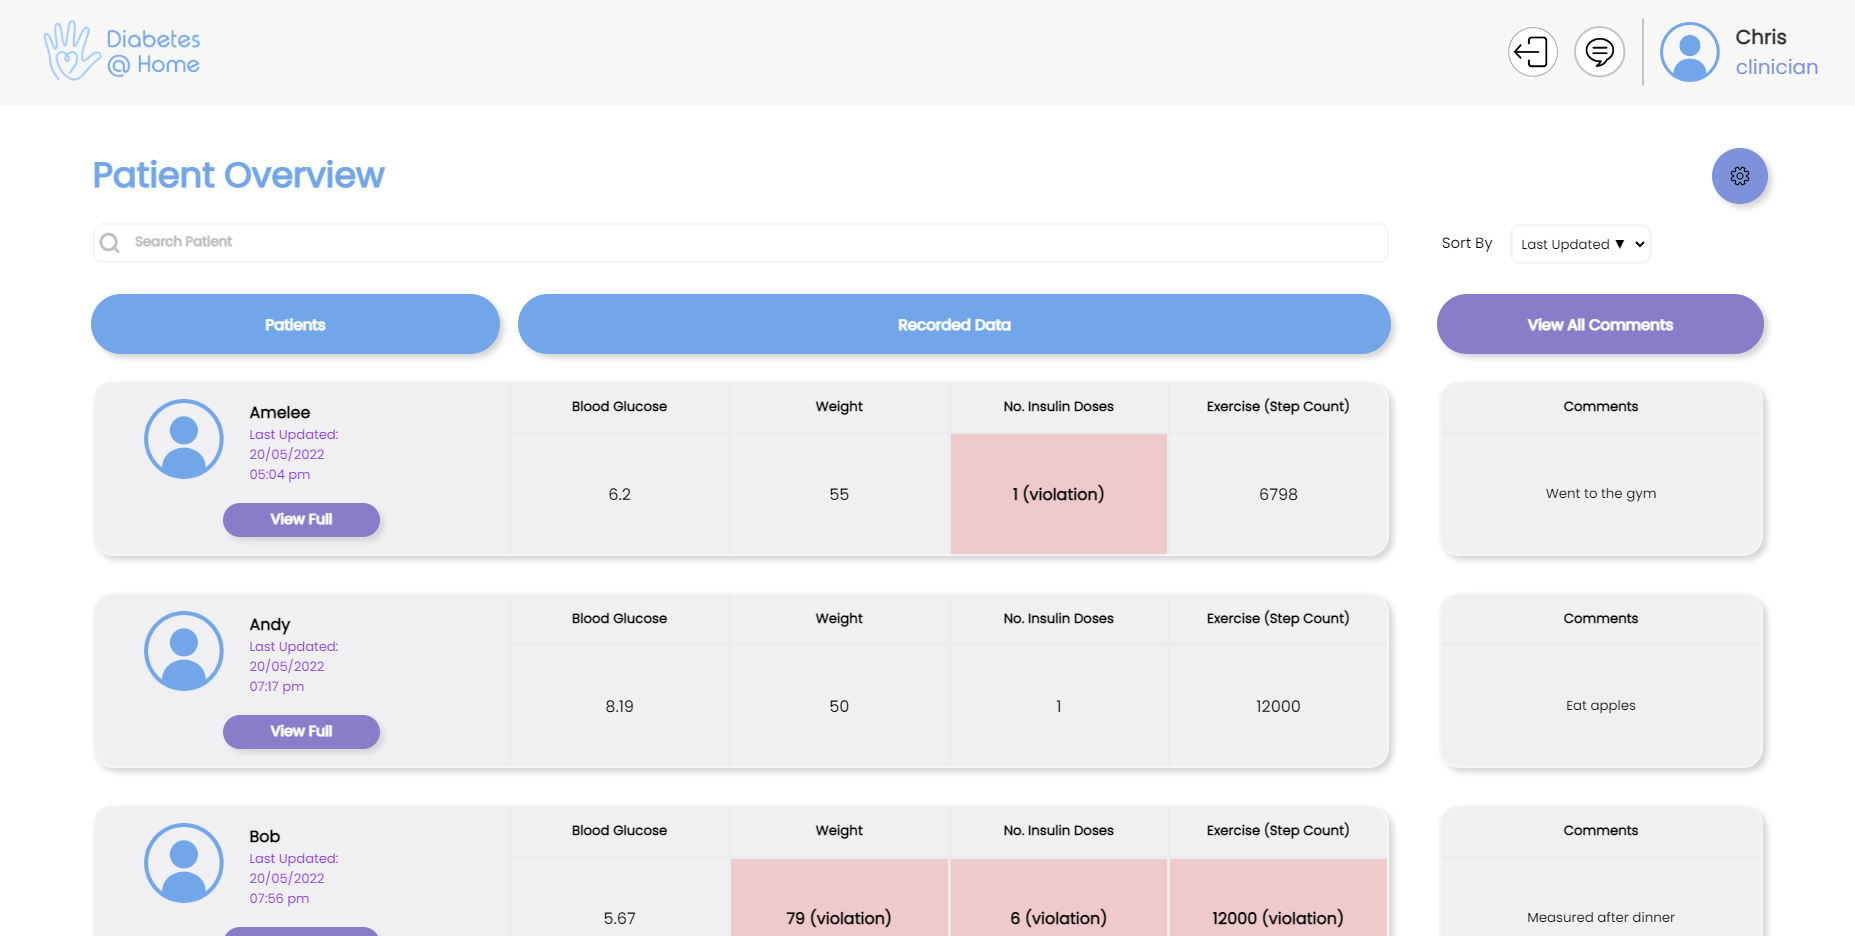 Diabetes
@ Home
Chris
clinician
Patient Overview
Search Patient
Sort By
Last Updated ▼
Patients
Recorded Data
View All Comments
Amelee
Last Updated:
20/05/2022
05:04 pm
View Full
Blood Glucose
Weight
No. Insulin Doses
Exercise (Step Count)
6.2
55
1 (violation)
6798
Comments
Went to the gym
Andy
Last Updated:
20/05/2022
07:17 pm
View Full
Blood Glucose
Weight
No. Insulin Doses
Exercise (Step Count)
8.19
50
1
12000
Comments
Eat apples
Bob
Last Updated:
20/05/2022
07:56 pm
Blood Glucose
Weight
No. Insulin Doses
Exercise (Step Count)
5.67
79 (violation)
6 (violation)
12000 (violation)
Comments
Measured after dinner